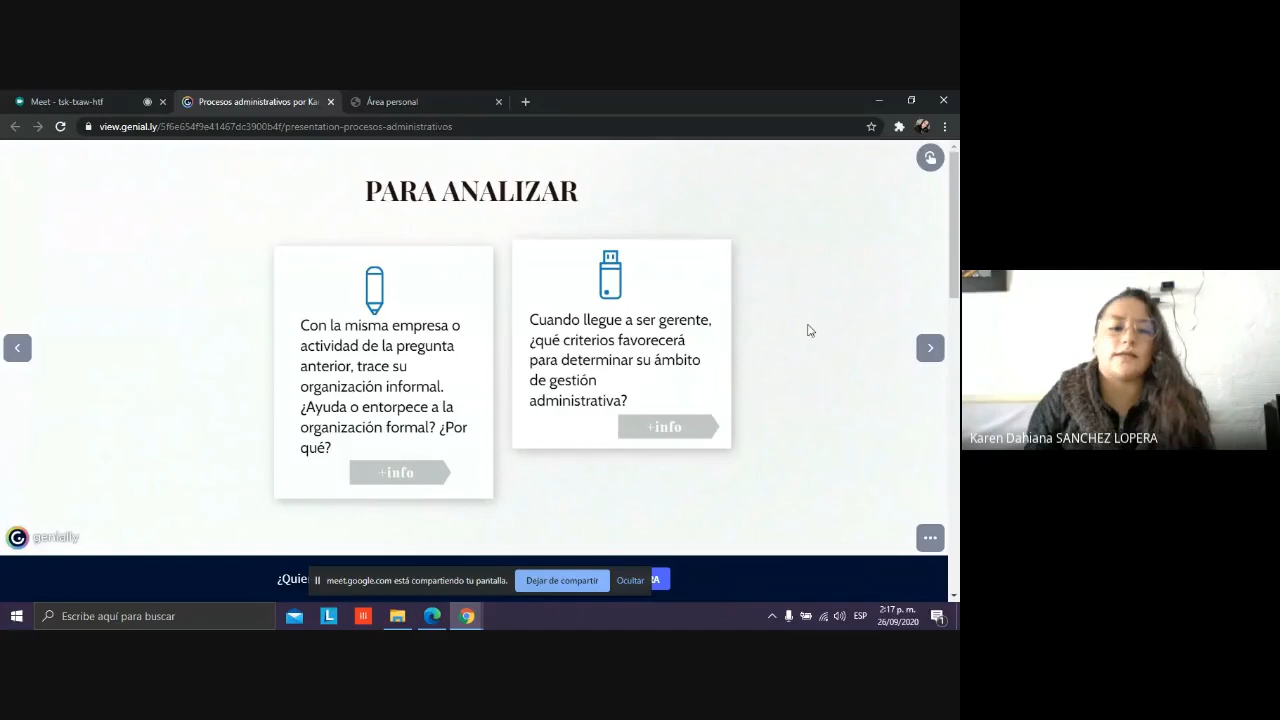 Meet - tsk-txaw-htf
Procesos administrativos por Ka
Área personal
view.genial.ly/5f6e654f9e41467dc3900b4f/presentation-procesos-administrativos
PARA ANALIZAR
Con la misma empresa o
actividad de la pregunta
anterior, trace su
organización informal.
¿Ayuda o entorpece a la
organización formal? ¿Por
qué?
+info
Cuando llegue a ser gerente,
¿qué criterios favorecerá
para determinar su ámbito
de gestión
administrativa?
+info
Karen Dahiana SANCHEZ LOPERA
genially
¿Quie
meet.google.com está compartiendo tu pantalla.
Dejar de compartir
Ocultar
RA
Escribe aquí para buscar
L
ESP
2:17 p. m.
26/09/2020